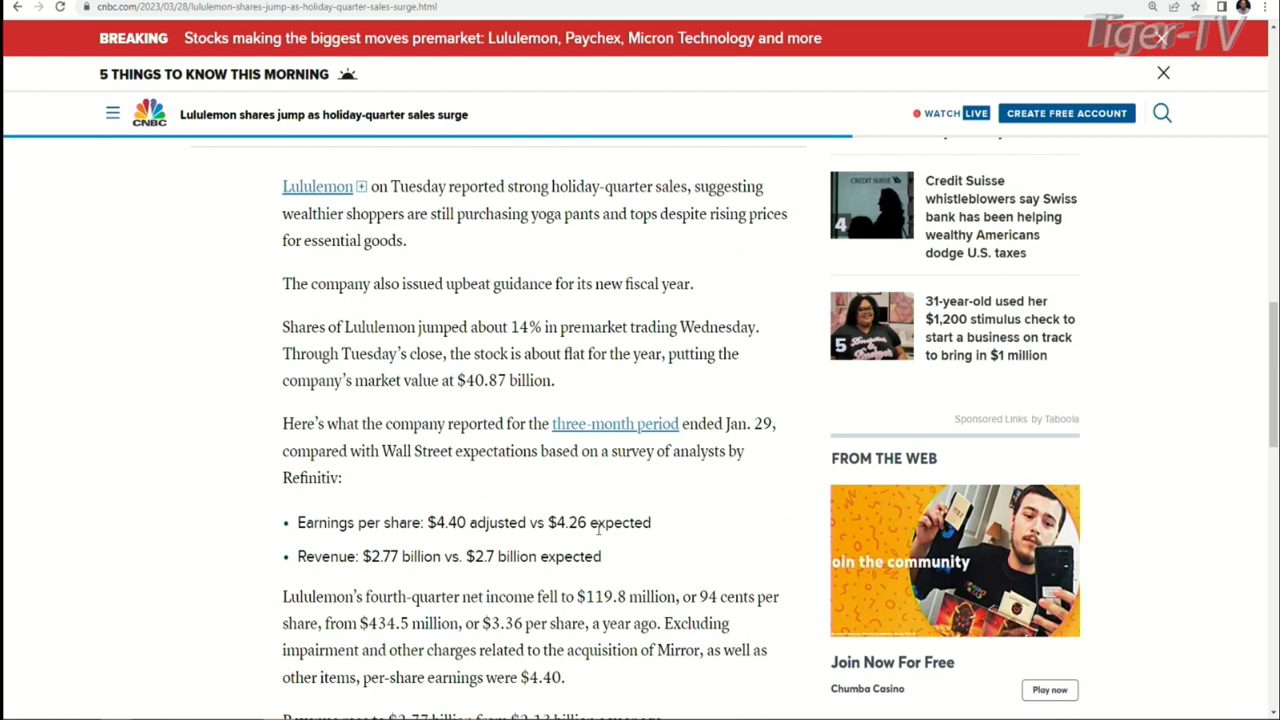 cnbc.com/2023/03/28/lululemon-shares-jump-as-holiday-quarter-sales-surge.html
Tiger-TV
BREAKING Stocks making the biggest moves premarket: Lululemon, Paychex, Micron Technology and more
5 THINGS TO KNOW THIS MORNING
CNBC
Lululemon shares jump as holiday-quarter sales surge
WATCH LIVE
CREATE FREE ACCOUNT
Lululemon on Tuesday reported strong holiday-quarter sales, suggesting
wealthier shoppers are still purchasing yoga pants and tops despite rising prices
for essential goods.
The company also issued upbeat guidance for its new fiscal year.
Shares of Lululemon jumped about 14% in premarket trading Wednesday.
Through Tuesday's close, the stock is about flat for the year, putting the
company's market value at $40.87 billion.
Here's what the company reported for the three-month period ended Jan. 29,
compared with Wall Street expectations based on a survey of analysts by
Refinitiv:
• Earnings per share: $4.40 adjusted vs $4.26 expected
• Revenue: $2.77 billion vs. $2.7 billion expected
Lululemon's fourth-quarter net income fell to $119.8 million, or 94 cents per
share, from $434.5 million, or $3.36 per share, a year ago. Excluding
impairment and other charges related to the acquisition of Mirror, as well as
other items, per-share earnings were $4.40.
CREDIT SUISSE
4
Credit Suisse
whistleblowers say Swiss
bank has been helping
wealthy Americans
dodge U.S. taxes
5
31-year-old used her
$1,200 stimulus check to
start a business on track
to bring in $1 million
Sponsored Links by Taboola
FROM THE WEB
oin the community
Join Now For Free
Chumba Casino
Play now